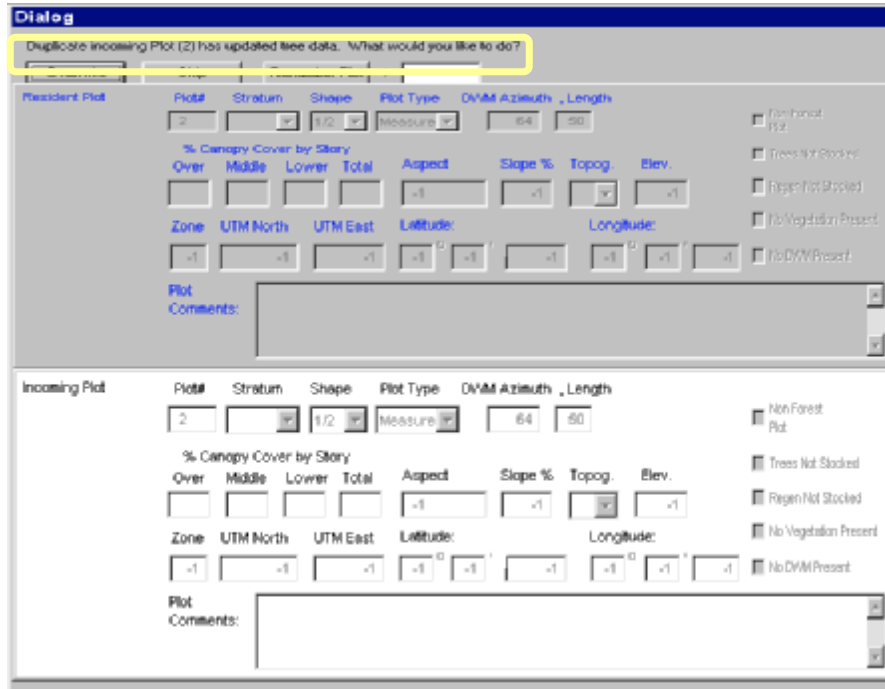 Dialog
Duplicate incoming Plot (2) has updated tree data. What would you like to do?
Resident Plot Plot# Stratum Shape Plot Type DWM Azimuth , Length
2 1/2 Measure 64 50
Non Forest
Plot
% Canopy Cover by Story
Trees Not Stocked
Over Middle Lower Total Aspect Slope % Topog. Elev.
-1 -1 -1
Regen Not Stocked
Zone UTM North UTM East Latitude: Longitude:
No Vegetation Present
-1 -1 -1 -1 -1 -1 -1 -1
No DWM Present
Plot
Comments:
Incoming Plot Plot# Stratum Shape Plot Type DWM Azimuth , Length
2 1/2 Measure 64 50
Non Forest
Plot
% Canopy Cover by Story
Trees Not Stocked
Over Middle Lower Total Aspect Slope % Topog. Elev.
-1 -1 -1
Regen Not Stocked
Zone UTM North UTM East Latitude: Longitude:
No Vegetation Present
-1 -1 -1 -1 -1 -1 -1 -1
No DWM Present
Plot
Comments: